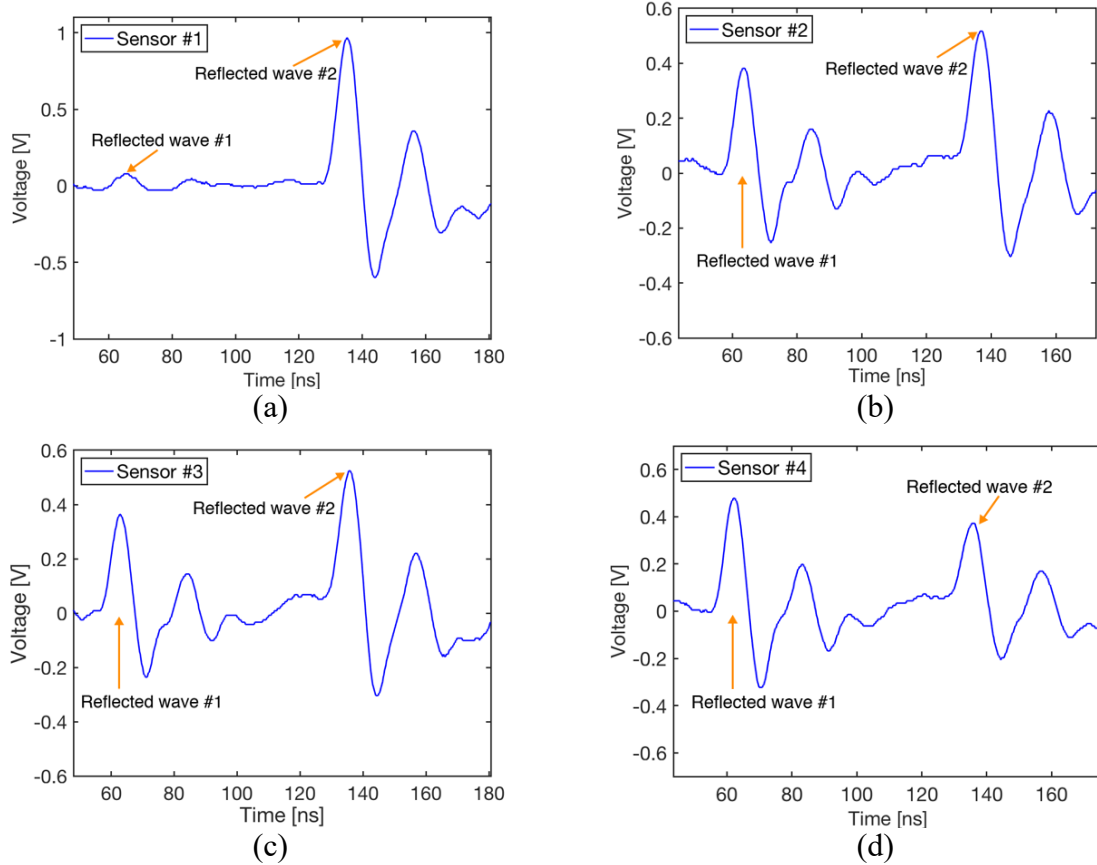 Sensor #1
Reflected wave #2
Reflected wave #1
Voltage [V]
1
0.5
0
-0.5
-1
60 80 100 120 140 160 180
Time [ns]
(a)
Sensor #2
Reflected wave #2
Reflected wave #1
Voltage [V]
0.6
0.4
0.2
0
-0.2
-0.4
-0.6
60 80 100 120 140 160
Time [ns]
(b)
Sensor #3
Reflected wave #2
Reflected wave #1
Voltage [V]
0.6
0.4
0.2
0
-0.2
-0.4
-0.6
60 80 100 120 140 160 180
Time [ns]
(c)
Sensor #4
Reflected wave #2
Reflected wave #1
Voltage [V]
0.6
0.4
0.2
0
-0.2
-0.4
-0.6
60 80 100 120 140 160
Time [ns]
(d)